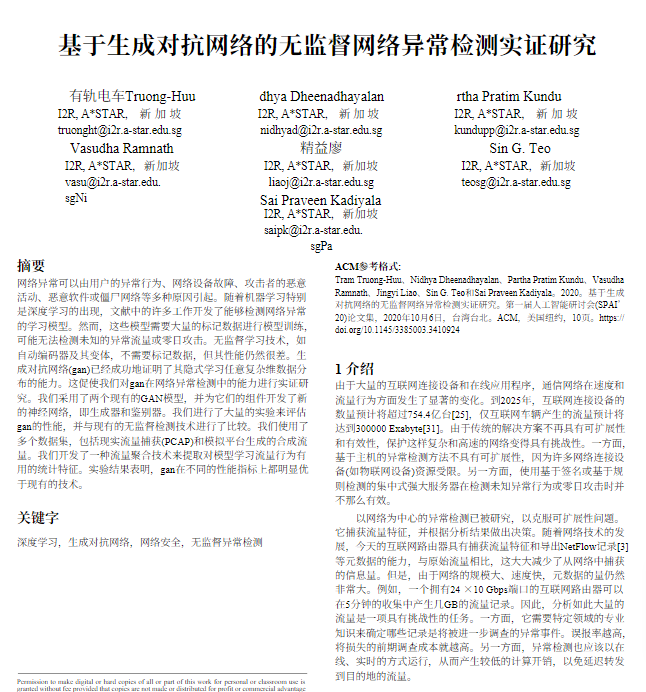 基于生成对抗网络的无监督网络异常检测实证研究
有轨电车Truong-Huu
I2R, A*STAR， 新 加 坡
truonght@i2r.a-star.edu.sg
dhya Dheenadhayalan
I2R, A*STAR， 新 加 坡
nidhyad@i2r.a-star.edu.sg
rtha Pratim Kundu
I2R, A*STAR， 新 加 坡
kundupp@i2r.a-star.edu.sg
Vasudha Ramnath
I2R, A*STAR，新加坡
vasu@i2r.a-star.edu.
sgNi
精益廖
I2R, A*STAR，新加坡
liaoj@i2r.a-star.edu.sg
Sin G. Teo
I2R, A*STAR，新加坡
teosg@i2r.a-star.edu.sg
Sai Praveen Kadiyala
I2R, A*STAR，新加坡
saipk@i2r.a-star.edu.
sgPa
摘要
网络异常可以由用户的异常行为、网络设备故障、攻击者的恶意
活动、恶意软件或僵尸网络等多种原因引起。随着机器学习特别
是深度学习的出现，文献中的许多工作开发了能够检测网络异常
的学习模型。然而，这些模型需要大量的标记数据进行模型训练，
可能无法检测未知的异常流量或零日攻击。无监督学习技术，如
自动编码器及其变体，不需要标记数据，但其性能仍然很差。生
成对抗网络(gan)已经成功地证明了其隐式学习任意复杂维数据分
布的能力。这促使我们对gan在网络异常检测中的能力进行实证研
究。我们采用了两个现有的GAN模型，并为它们的组件开发了新
的神经网络，即生成器和鉴别器。我们进行了大量的实验来评估
gan的性能，并与现有的无监督检测技术进行了比较。我们使用了
多个数据集，包括现实流量捕获(PCAP)和模拟平台生成的合成流
量。我们开发了一种流量聚合技术来提取对模型学习流量行为有
用的统计特征。实验结果表明，gan在不同的性能指标上都明显优
于现有的技术。
关键字
深度学习，生成对抗网络，网络安全，无监督异常检测
Permission to make digital or hard copies of all or part of this work for personal or classroom use is
granted without fee provided that copies are not made or distributed for profit or commercial advantage
ACM参考格式:
Tram Truong-Huu、Nidhya Dheenadhayalan、Partha Pratim Kundu、Vasudha
Ramnath、Jingyi Liao、Sin G. Teo和Sai Praveen Kadiyala。2020。基于生成
对抗网络的无监督网络异常检测实证研究。第一届人工智能研讨会(SPAI'
20)论文集，2020年10月6日，台湾台北。ACM，美国纽约，10页。https://
doi.org/10.1145/3385003.3410924
1 介绍
由于大量的互联网连接设备和在线应用程序，通信网络在速度和
流量行为方面发生了显著的变化。到2025年，互联网连接设备的
数量预计将超过754.4亿台[25]，仅互联网车辆产生的流量预计将
达到300000 Exabyte[31]。由于传统的解决方案不再具有可扩展性
和有效性，保护这样复杂和高速的网络变得具有挑战性。一方面，
基于主机的异常检测方法不具有可扩展性，因为许多网络连接设
备(如物联网设备)资源受限。另一方面，使用基于签名或基于规
则检测的集中式强大服务器在检测未知异常行为或零日攻击时并
不那么有效。
以网络为中心的异常检测已被研究，以克服可扩展性问题。
它捕获流量特征，并根据分析结果做出决策。随着网络技术的发
展，今天的互联网路由器具有捕获流量特征和导出NetFlow记录[3]
等元数据的能力，与原始流量相比，这大大减少了从网络中捕获
的信息量。但是，由于网络的规模大、速度快，元数据的量仍然
非常大。例如，一个拥有24 ×10 Gbps端口的互联网路由器可以
在5分钟的收集中产生几GB的流量记录。因此，分析如此大量的
流量是一项具有挑战性的任务。一方面，它需要特定领域的专业
知识来确定哪些记录是将被进一步调查的异常事件。误报率越高，
将损失的前期调查成本就越高。另一方面，异常检测也应该以在
线、实时的方式运行，从而产生较低的计算开销，以免延迟转发
到目的地的流量。